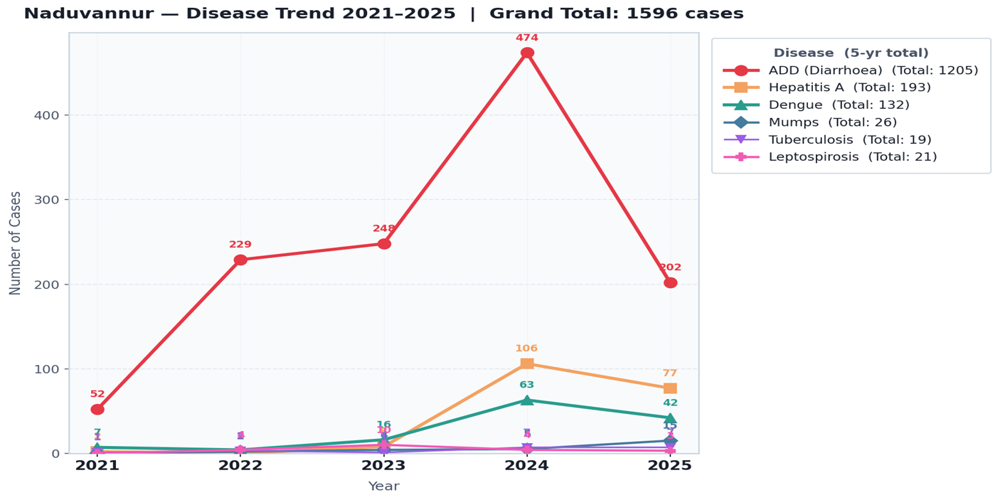 Naduvannur — Disease Trend 2021–2025 | Grand Total: 1596 cases
Number of Cases
400
300
200
100
0
52
229
248
474
202
106
77
7
16
63
42
10
15
2021
2022
2023
2024
2025
Year
Disease (5-yr total)
ADD (Diarrhoea) (Total: 1205)
Hepatitis A (Total: 193)
Dengue (Total: 132)
Mumps (Total: 26)
Tuberculosis (Total: 19)
Leptospirosis (Total: 21)